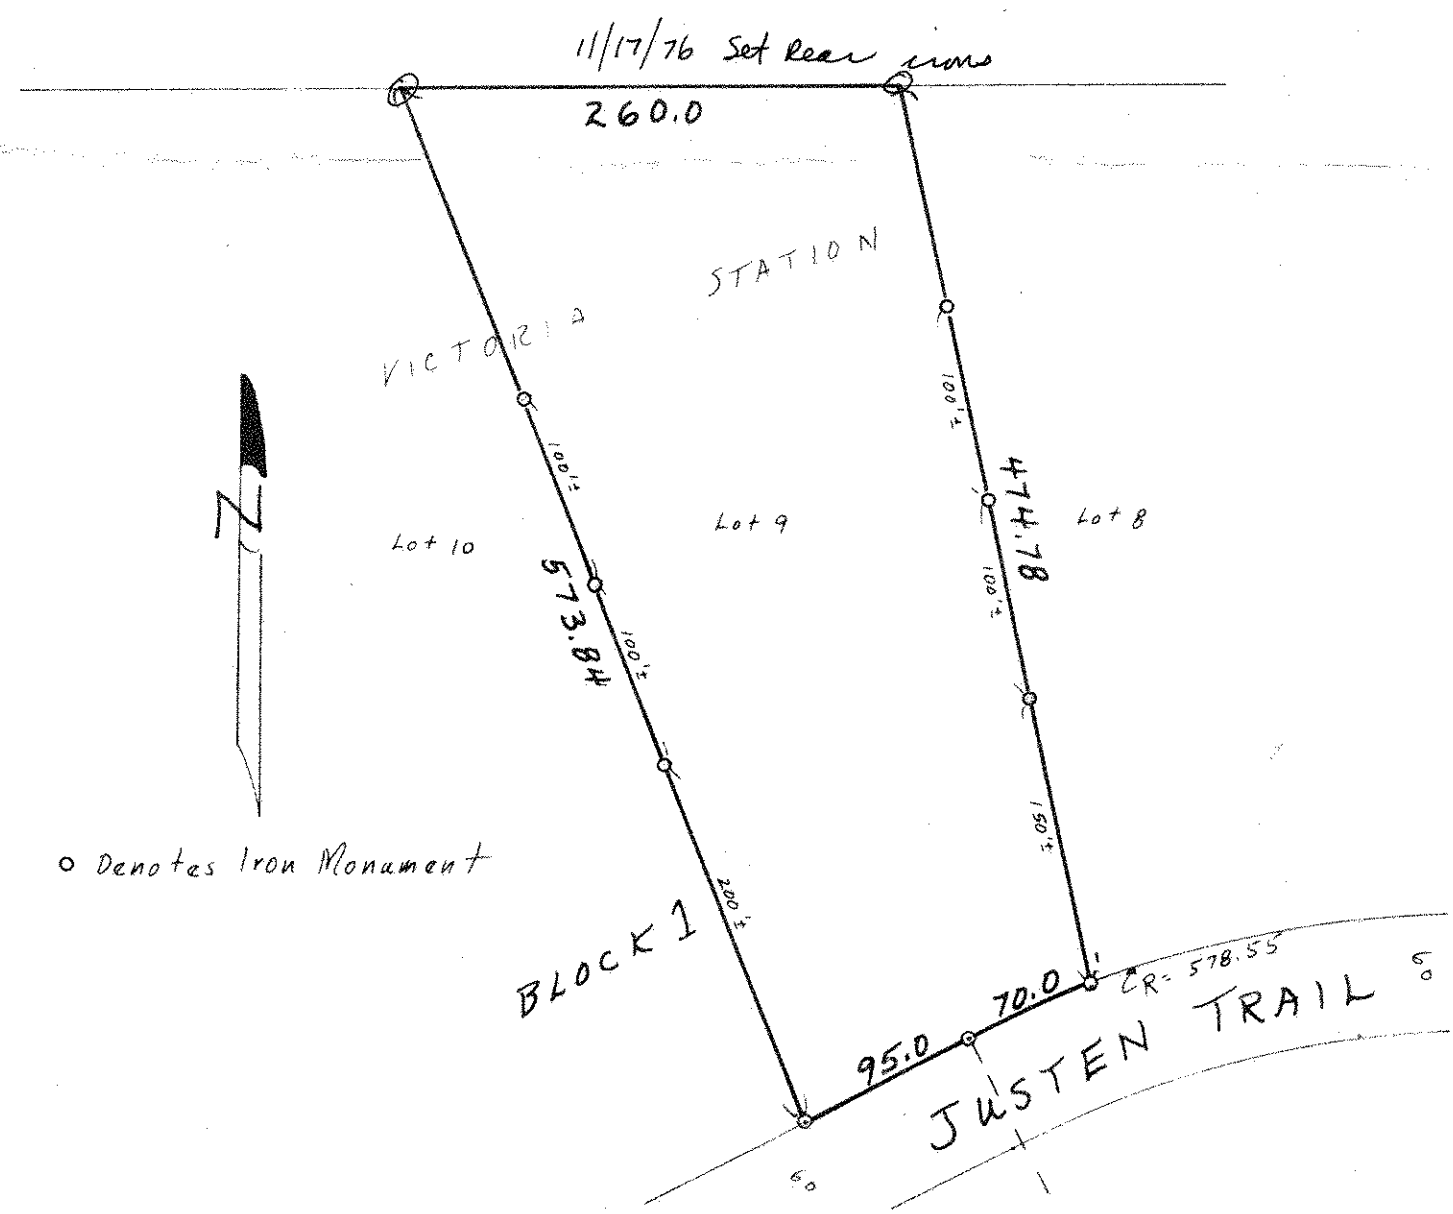 11/17/76 Set Rear irons
260.0
VICTORIA STATION
100'±
100'±
Z
474.78
Lot 10
Lot 9
Lot 8
573.84
100'±
100'±
150'±
o Denotes Iron Monument
200'±
BLOCK 1
R= 578.55
70.0
95.0
JUSTEN TRAIL